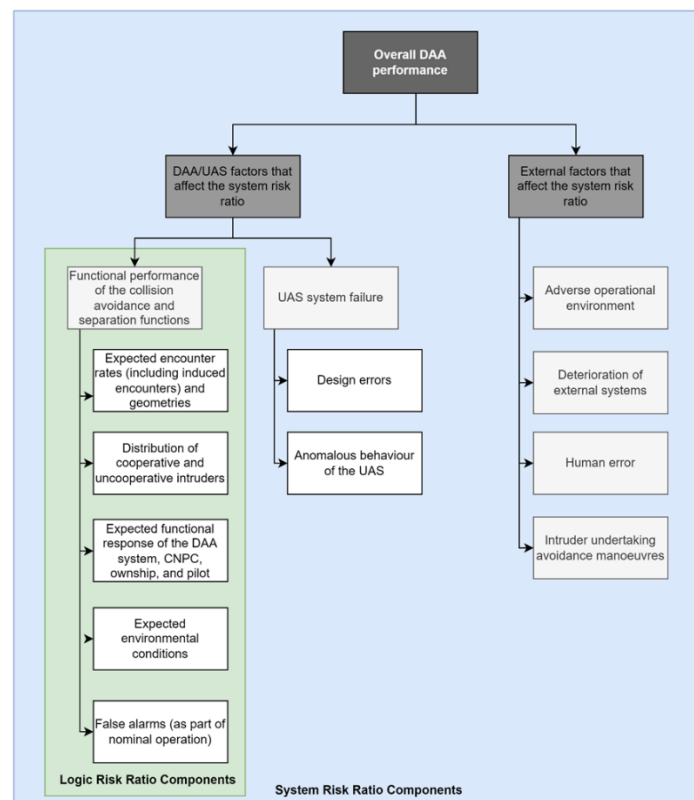 Overall DAA
performance
DAA/UAS factors that
affect the system risk
ratio
External factors that
affect the system risk
ratio
Functional performance
of the collision
avoidance and
separation functions
UAS system failure
Adverse operational
environment
Expected encounter
rates (including induced
encounters) and
geometries
Design errors
Deterioration of
external systems
Distribution of
cooperative and
uncooperative intruders
Anomalous behaviour
of the UAS
Human error
Expected functional
response of the DAA
system, CNPC,
ownship, and pilot
Intruder undertaking
avoidance manoeuvres
Expected
environmental
conditions
False alarms (as part of
nominal operation)
Logic Risk Ratio Components
System Risk Ratio Components